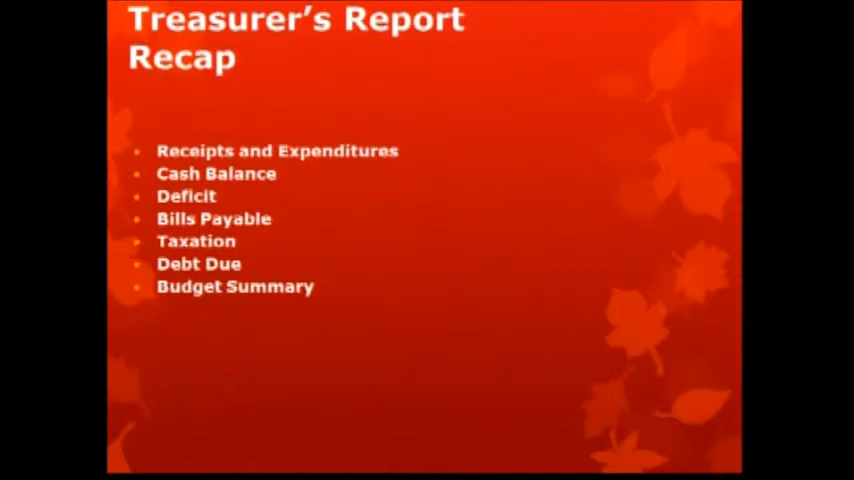 Treasurer's Report
Recap
• Receipts and Expenditures
• Cash Balance
• Deficit
• Bills Payable
• Taxation
• Debt Due
• Budget Summary